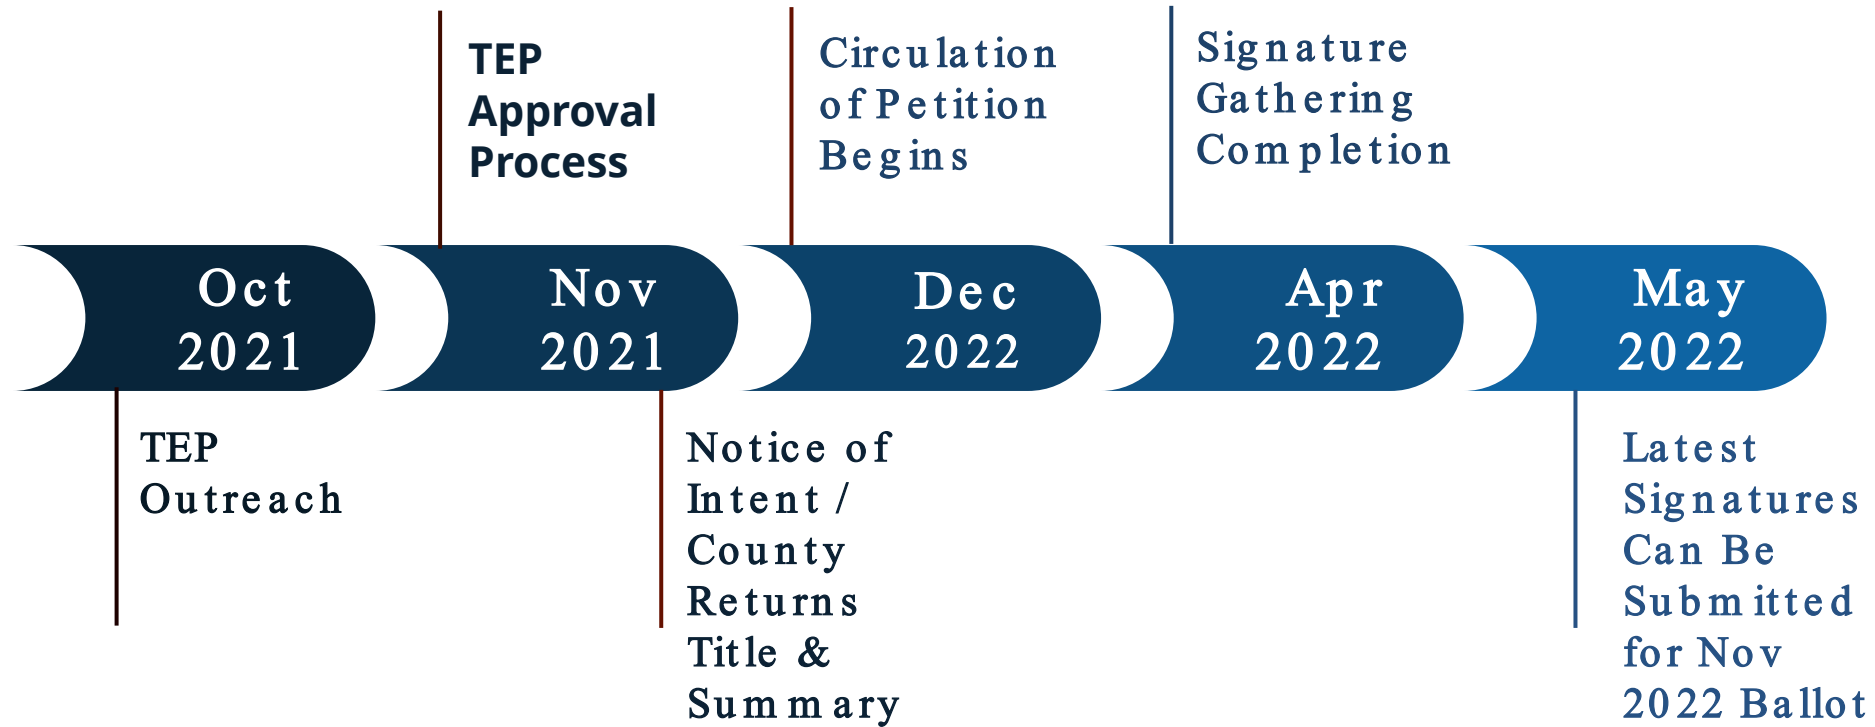 TEP
Approval
Process
Circulation
of Petition
Begins
Signature
Gathering
Completion
Oct
2021
Nov
2021
Dec
2022
Apr
2022
May
2022
TEP
Outreach
Notice of
Intent /
County
Returns
Title &
Summary
Latest
Signatures
Can Be
Submitted
for Nov
2022 Ballot